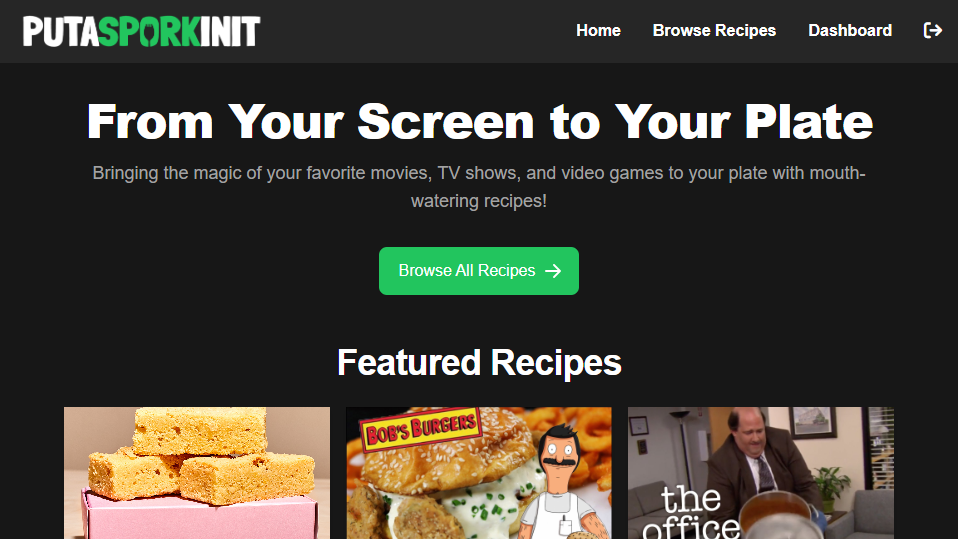 PUTASPORKINIT
Home
Browse Recipes
Dashboard
From Your Screen to Your Plate
Bringing the magic of your favorite movies, TV shows, and video games to your plate with mouth-
watering recipes!
Browse All Recipes
Featured Recipes
BOB'S BURGERS
the
office